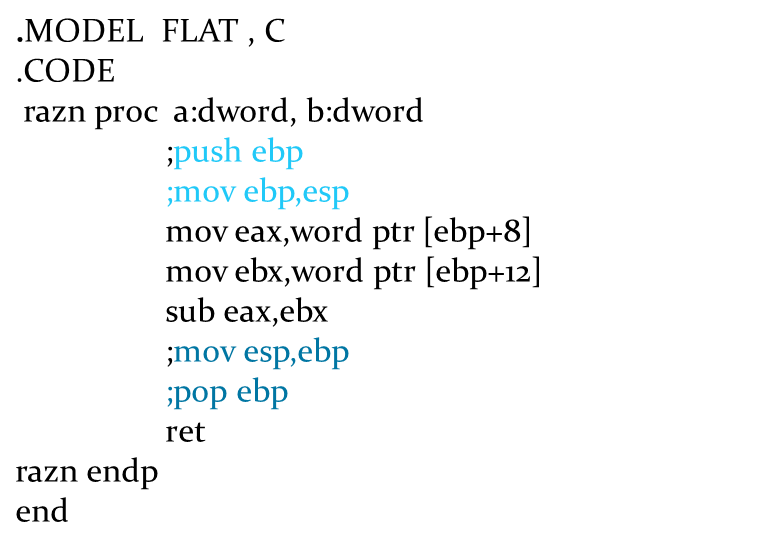 .MODEL FLAT , C
.CODE
razn proc a:dword, b:dword
;push ebp
;mov ebp,esp
mov eax,word ptr [ebp+8]
mov ebx,word ptr [ebp+12]
sub eax,ebx
;mov esp,ebp
;pop ebp
ret
razn endp
end